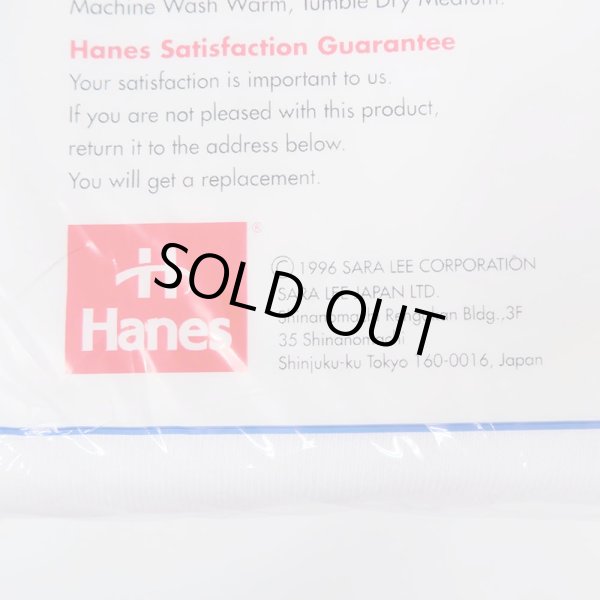 Machine Wash Warm, Tumble Dry Medium.
Hanes Satisfaction Guarantee
Your satisfaction is important to us.
If you are not pleased with this product,
return it to the address below.
You will get a replacement.
®
H
Hanes
SOLD OUT
© 1996 SARA LEE CORPORATION
SARA LEE JAPAN LTD.
Bldg.,3F
35
Shinjuku-ku Tokyo 160-0016, Japan